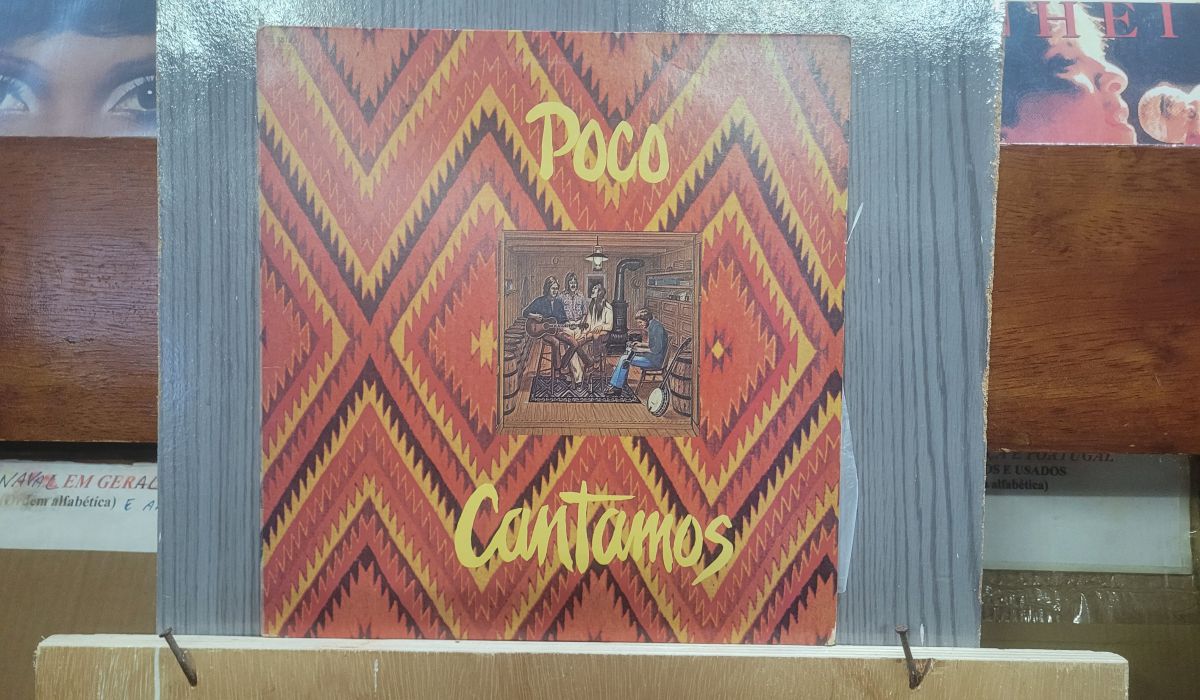 POCO
Cantamos
HEI
NAVAL EM GERAL
(Ordem alfabética) E
E PORTUGAL
OS E USADOS
alfabética)